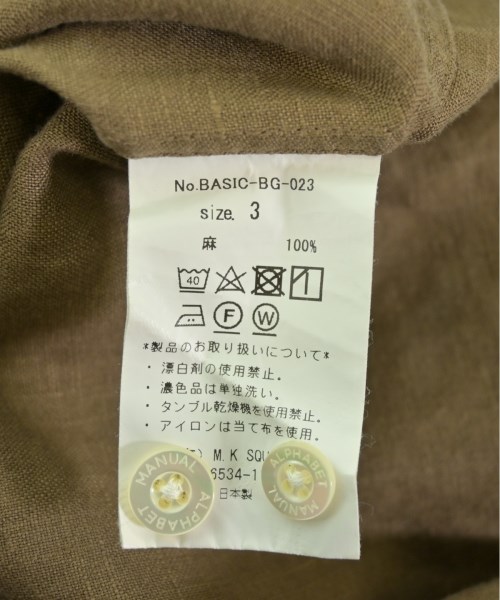 No.BASIC-BG-023
size. 3
麻 100%
40
F W
*製品のお取り扱いについて*
・漂白剤の使用禁止。
・濃色品は単独洗い。
・タンブル乾燥機を使用禁止。
・アイロンは当て布を使用。
M.K SQU
6534-1
日本製
MANUAL ALPHABET
MANUAL ALPHABET